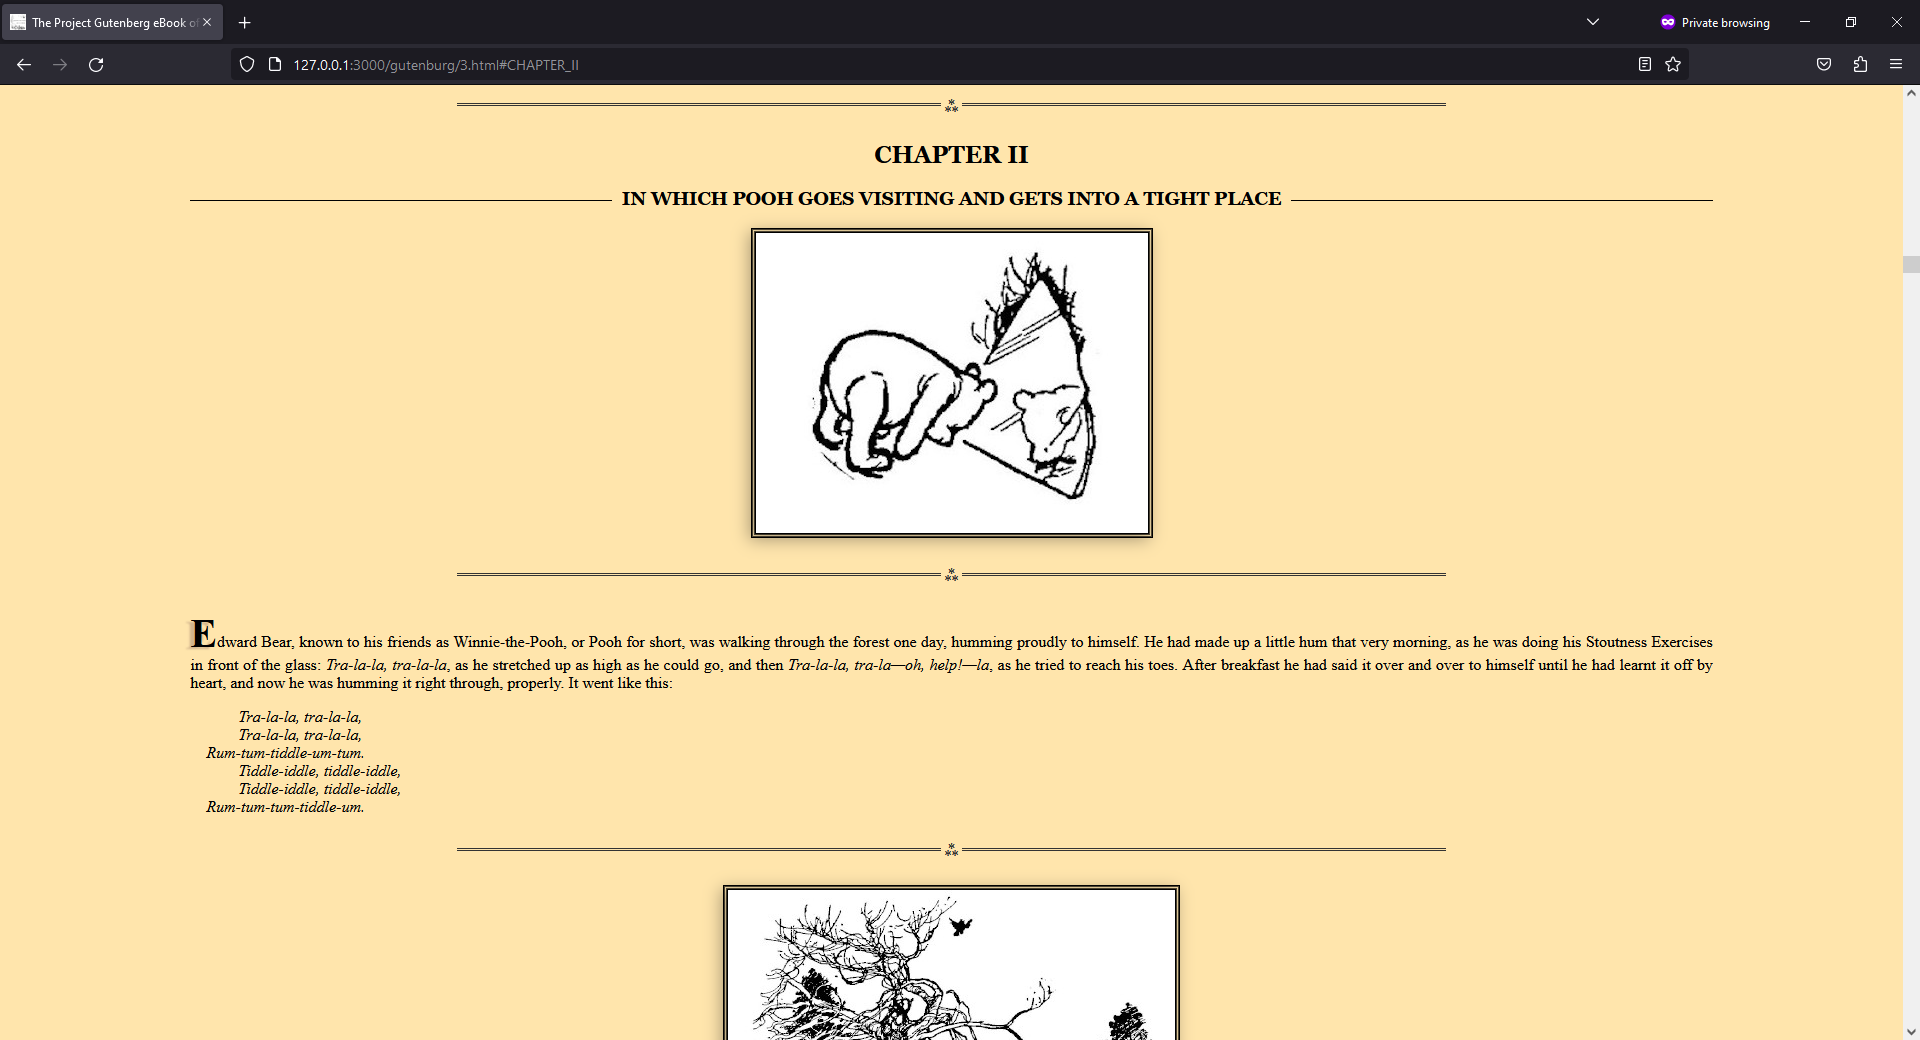 The Project Gutenberg eBook of
Private browsing
127.0.0.1:3000/gutenburg/3.html#CHAPTER_II
⁂
CHAPTER II
IN WHICH POOH GOES VISITING AND GETS INTO A TIGHT PLACE
⁂
Edward Bear, known to his friends as Winnie-the-Pooh, or Pooh for short, was walking through the forest one day, humming proudly to himself. He had made up a little hum that very morning, as he was doing his Stoutness Exercises
in front of the glass: Tra-la-la, tra-la-la, as he stretched up as high as he could go, and then Tra-la-la, tra-la—oh, help!—la, as he tried to reach his toes. After breakfast he had said it over and over to himself until he had learnt it off by
heart, and now he was humming it right through, properly. It went like this:
Tra-la-la, tra-la-la,
Tra-la-la, tra-la-la,
Rum-tum-tiddle-um-tum.
Tiddle-iddle, tiddle-iddle,
Tiddle-iddle, tiddle-iddle,
Rum-tum-tum-tiddle-um.
⁂